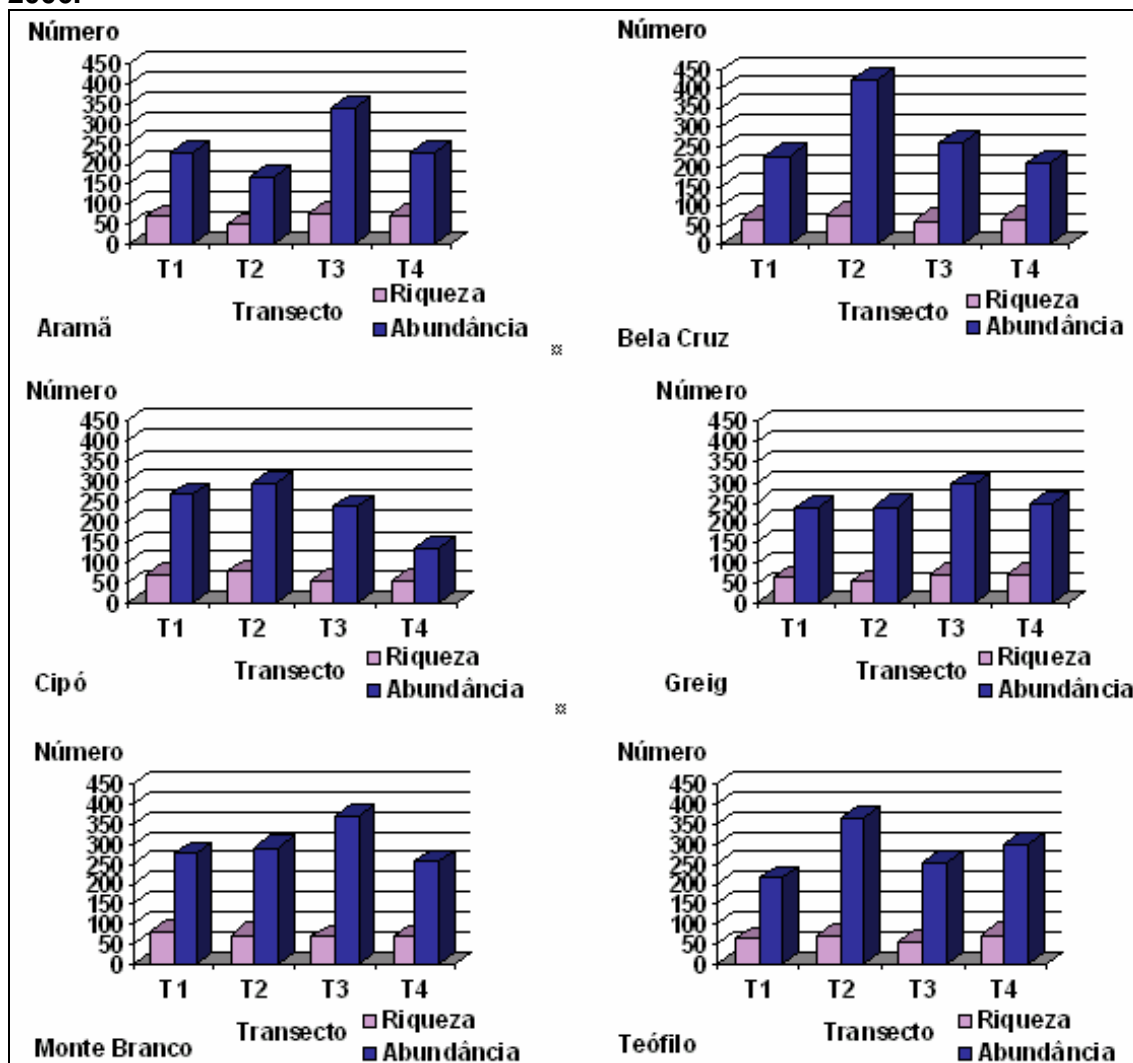 2006.
Número
450
400
350
300
250
200
150
100
50
0
T1 T2 T3 T4
Transecto
Riqueza
Abundância
Aramã
Número
450
400
350
300
250
200
150
100
50
0
T1 T2 T3 T4
Transecto
Riqueza
Abundância
Bela Cruz
Número
450
400
350
300
250
200
150
100
50
0
T1 T2 T3 T4
Transecto
Riqueza
Abundância
Cipó
Número
450
400
350
300
250
200
150
100
50
0
T1 T2 T3 T4
Transecto
Riqueza
Abundância
Greig
Número
450
400
350
300
250
200
150
100
50
0
T1 T2 T3 T4
Transecto
Riqueza
Abundância
Monte Branco
Número
450
400
350
300
250
200
150
100
50
0
T1 T2 T3 T4
Transecto
Riqueza
Abundância
Teófilo